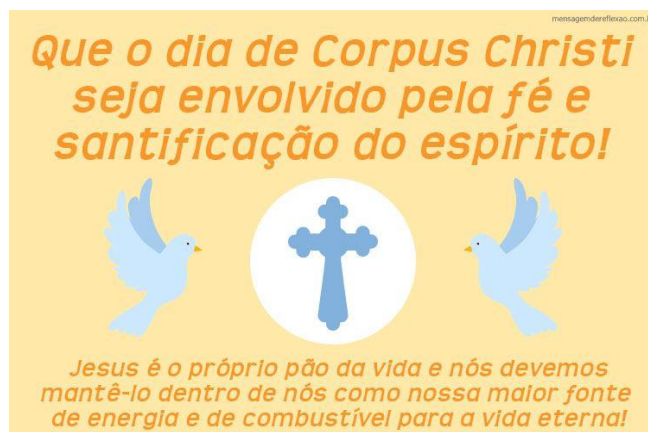 mensagemdereflexao.com.b
Que o dia de Corpus Christi
seja envolvido pela fé e
santificação do espírito!
Jesus é o próprio pão da vida e nós devemos
mantê-lo dentro de nós como nossa maior fonte
de energia e de combustível para a vida eterna!